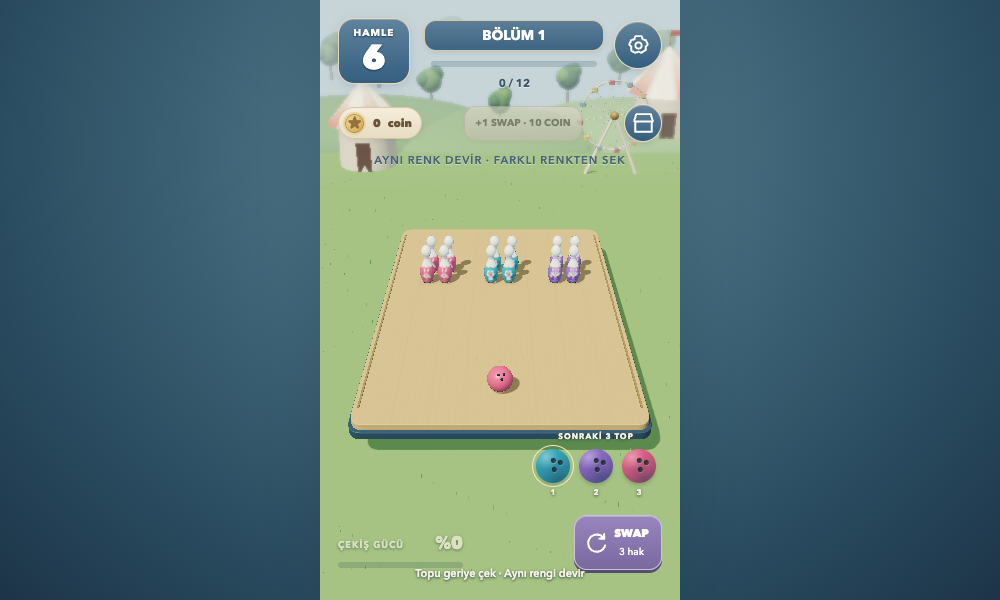 HAMLE
6
BÖLÜM 1
0 / 12
0 coin
+1 SWAP · 10 COIN
AYNI RENK DEVİR · FARKLI RENKTEN SEK
SONRAKİ 3 TOP
1 2 3
SWAP
3 hak
ÇEKİŞ GÜCÜ %0
Topu geriye çek · Aynı rengi devir